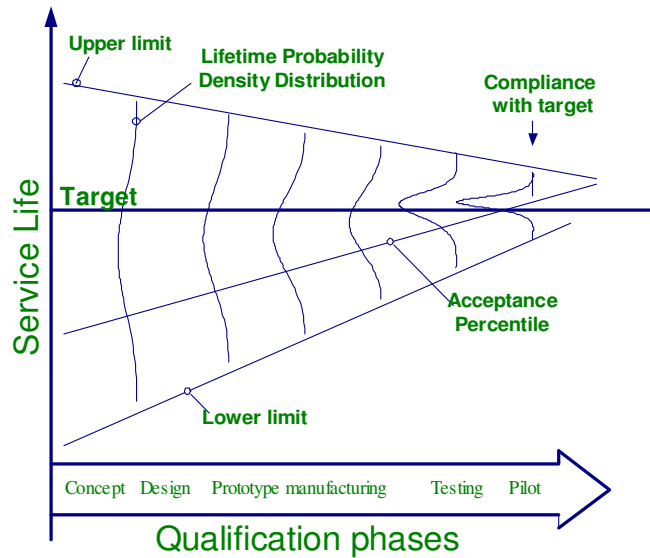 Upper limit
Lifetime Probability
Density Distribution
Compliance
with target
Target
Service Life
Acceptance
Percentile
Lower limit
Concept Design Prototype manufacturing Testing Pilot
Qualification phases